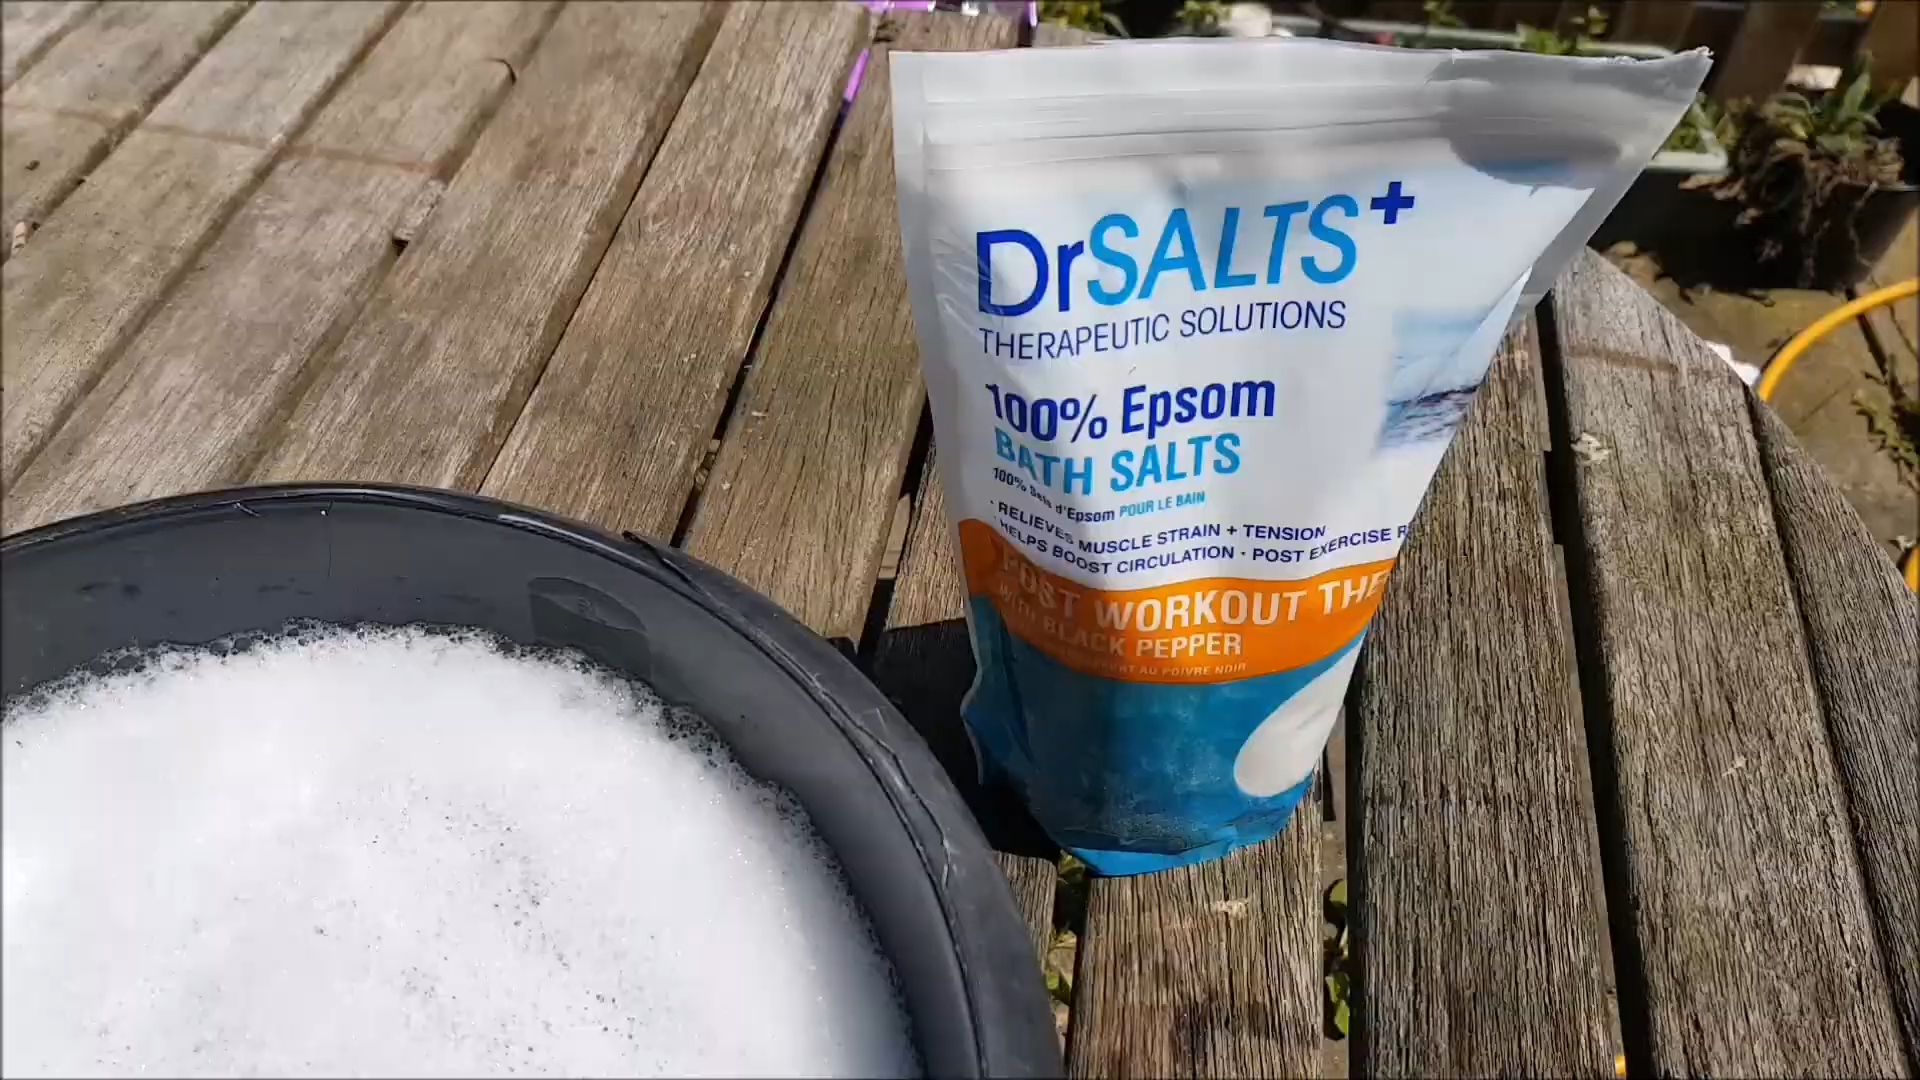 DrSALTS+
THERAPEUTIC SOLUTIONS
100% Epsom
BATH SALTS
100% Sels d'Epsom POUR LE BAIN
· RELIEVES MUSCLE STRAIN + TENSION
· HELPS BOOST CIRCULATION · POST EXERCISE
POST WORKOUT THE
WITH BLACK PEPPER
AU POIVRE NOIR